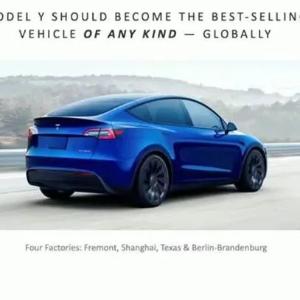 ODEL Y SHOULD BECOME THE BEST-SELLING
VEHICLE OF ANY KIND — GLOBALLY
Four Factories: Fremont, Shanghai, Texas & Berlin-Brandenburg